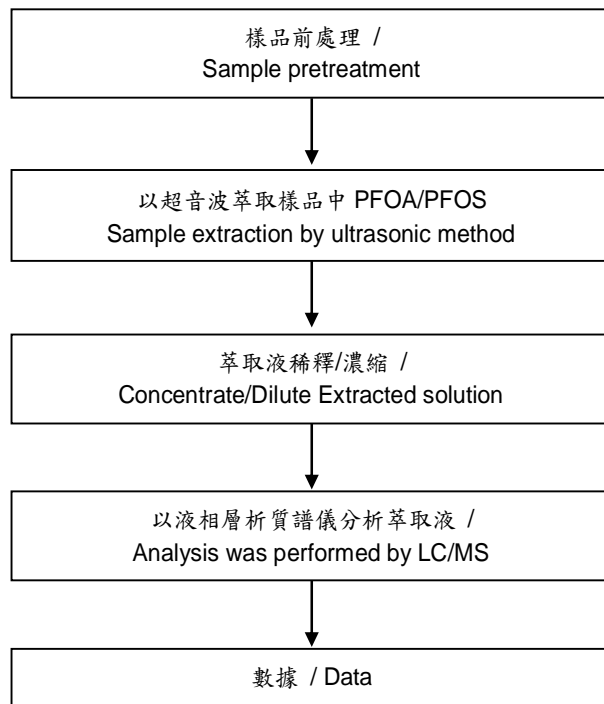 樣品前處理 /
Sample pretreatment
以超音波萃取樣品中 PFOA/PFOS
Sample extraction by ultrasonic method
萃取液稀釋/濃縮 /
Concentrate/Dilute Extracted solution
以液相層析質譜儀分析萃取液 /
Analysis was performed by LC/MS
數據 / Data